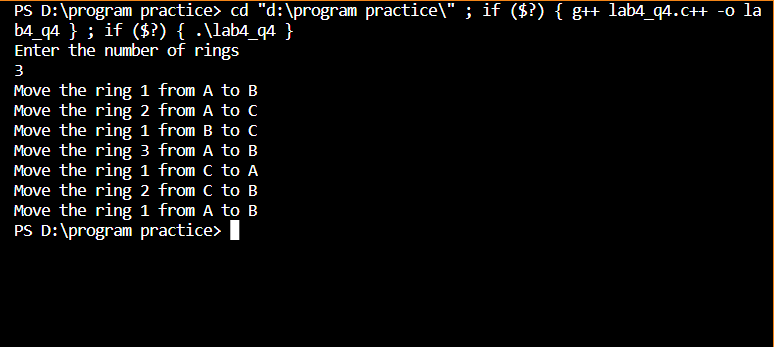 PS D:\program practice> cd "d:\program practice\" ; if ($?) { g++ lab4_q4.c++ -o la
b4_q4 } ; if ($?) { .\lab4_q4 }
Enter the number of rings
3
Move the ring 1 from A to B
Move the ring 2 from A to C
Move the ring 1 from B to C
Move the ring 3 from A to B
Move the ring 1 from C to A
Move the ring 2 from C to B
Move the ring 1 from A to B
PS D:\program practice>